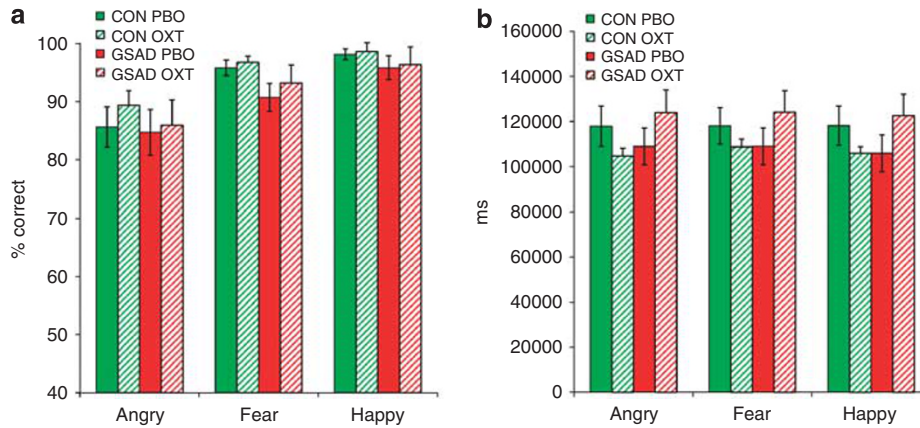 a
CON PBO
CON OXT
GSAD PBO
GSAD OXT
% correct
100
90
80
70
60
50
40
Angry Fear Happy
b
CON PBO
CON OXT
GSAD PBO
GSAD OXT
ms
160000
140000
120000
100000
80000
60000
40000
20000
0
Angry Fear Happy